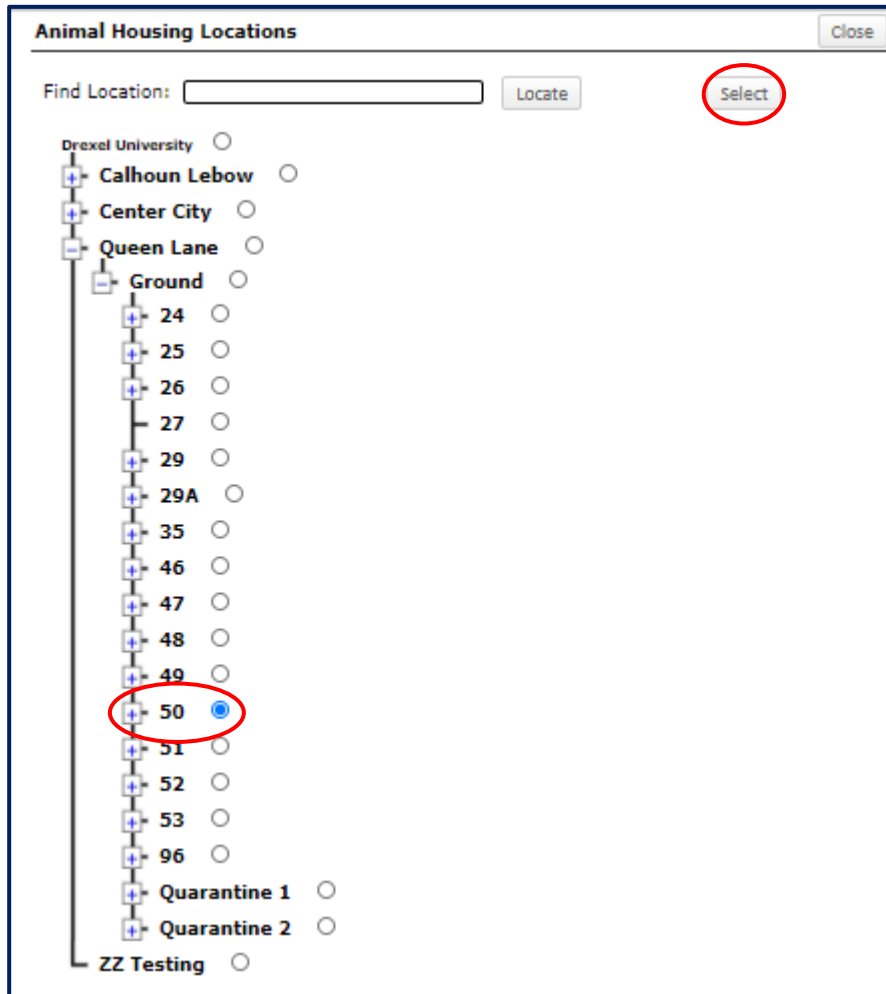 Animal Housing Locations Close
Find Location: Locate Select
Drexel University
Calhoun Lebow
Center City
Queen Lane
Ground
24
25
26
27
29
29A
35
46
47
48
49
50
51
52
53
96
Quarantine 1
Quarantine 2
ZZ Testing